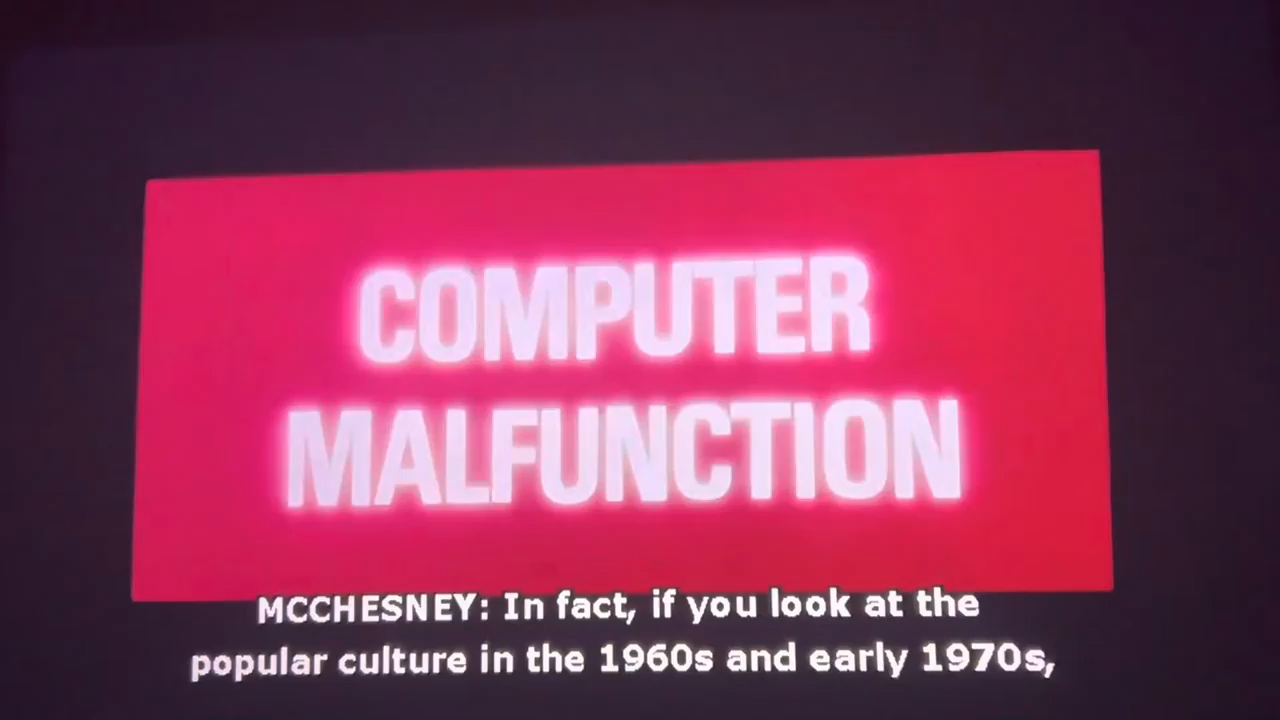 COMPUTER
MALFUNCTION
MCCHESNEY: In fact, if you look at the
popular culture in the 1960s and early 1970s,